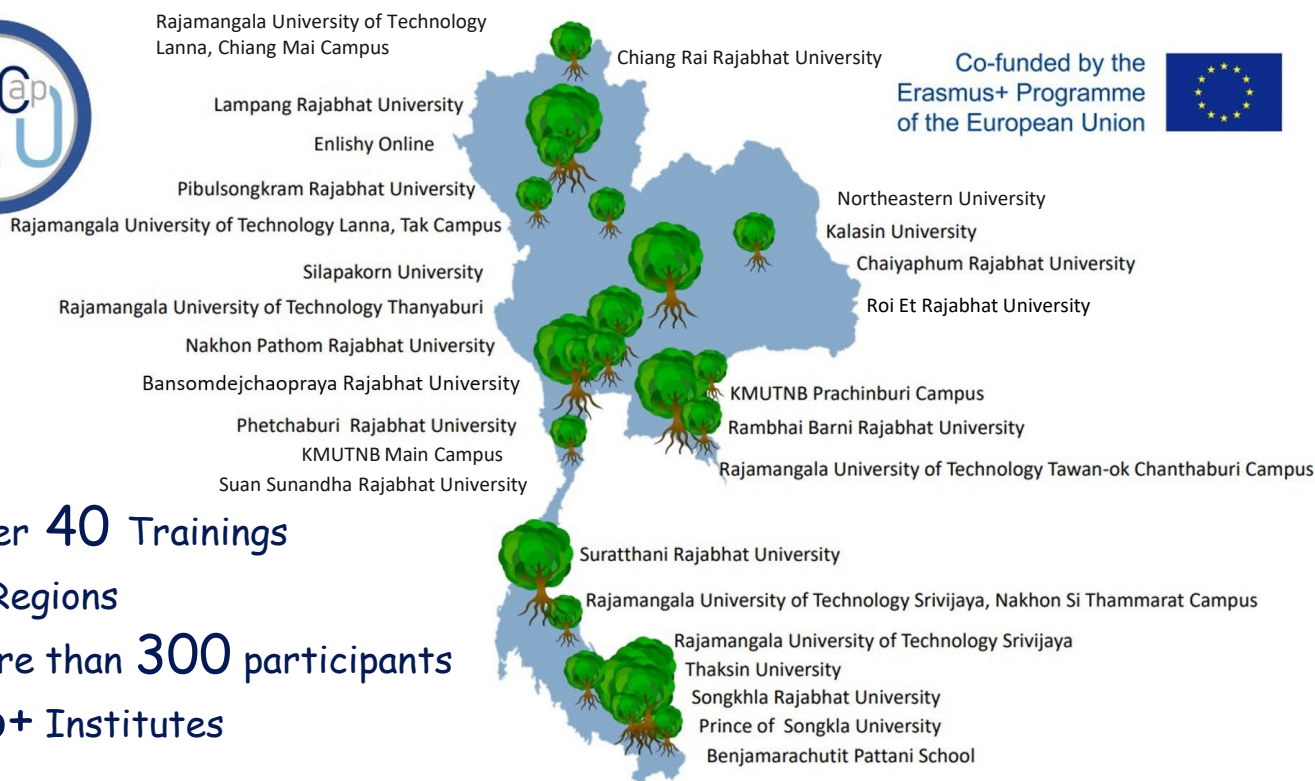 Rajamangala University of Technology
Lanna, Chiang Mai Campus
Chiang Rai Rajabhat University
Co-funded by the
Erasmus+ Programme
of the European Union
Cap
U
Lampang Rajabhat University
Enlishy Online
Pibulsongkram Rajabhat University
Rajamangala University of Technology Lanna, Tak Campus
Silapakorn University
Rajamangala University of Technology Thanyaburi
Nakhon Pathom Rajabhat University
Bansomdejchaopraya Rajabhat University
Phetchaburi Rajabhat University
KMUTNB Main Campus
Suan Sunandha Rajabhat University
Northeastern University
Kalasin University
Chaiyaphum Rajabhat University
Roi Et Rajabhat University
KMUTNB Prachinburi Campus
Rambhai Barni Rajabhat University
Rajamangala University of Technology Tawan-ok Chanthaburi Campus
40 Trainings
Regions
than 300 participants
Institutes
Suratthani Rajabhat University
Rajamangala University of Technology Srivijaya, Nakhon Si Thammarat Campus
Rajamangala University of Technology Srivijaya
Thaksin University
Songkhla Rajabhat University
Prince of Songkla University
Benjamarachutit Pattani School